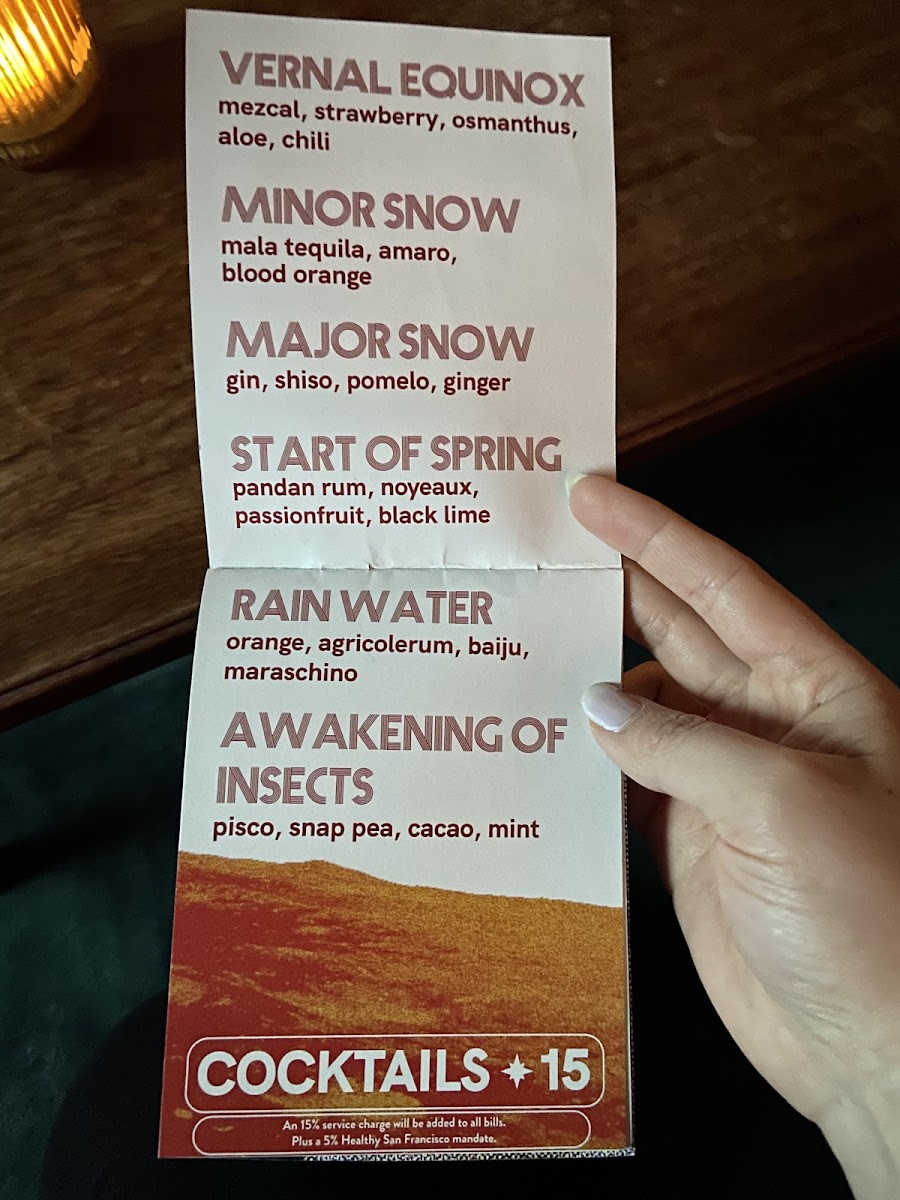 VERNAL EQUINOX
mezcal, strawberry, osmanthus,
aloe, chili
MINOR SNOW
mala tequila, amaro,
blood orange
MAJOR SNOW
gin, shiso, pomelo, ginger
START OF SPRING
pandan rum, noyeaux,
passionfruit, black lime
RAIN WATER
orange, agricolerum, baiju,
maraschino
AWAKENING OF
INSECTS
pisco, snap pea, cacao, mint
COCKTAILS 15
An 15% service charge will be added to all bills.
Plus a 5% Healthy San Francisco mandate.